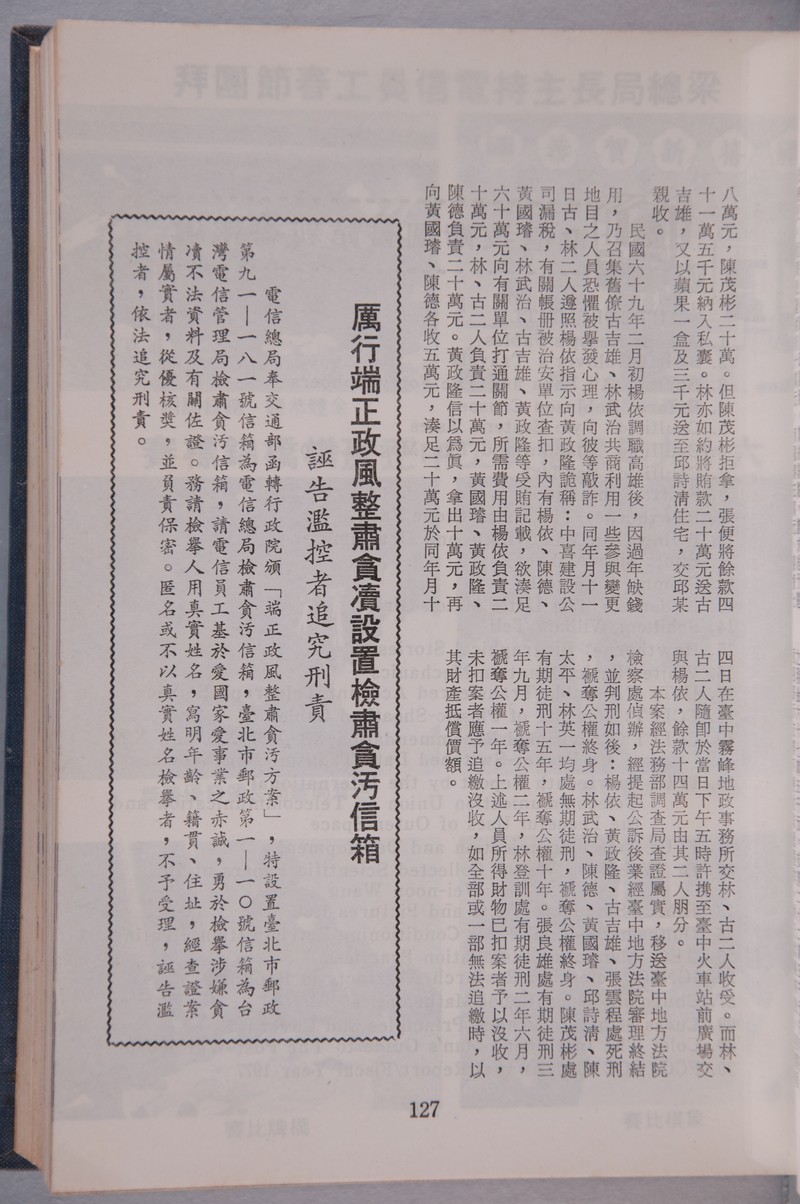 八萬元，陳茂彬二十萬。但陳茂彬拒拿，張便將餘款四
十一萬五千元納入私囊。林亦如約將賄款二十萬元送古
吉雄，又以蘋果一盒及三千元送至邱詩清住宅，交邱某
親收。
民國六十九年二月初楊依調職高雄後，因過年缺錢
用，乃召集舊僚古吉雄、林武治共商利用一些參與變更
地目之人員恐懼被舉發心理，向彼等敲詐。同年月十一
日古、林二人遵照楊依指示向黃政隆詭稱：中喜建設公
司漏稅，有關帳册被治安單位查扣，內有楊依、陳德、
黃國璿、林武治、古吉雄、黃政隆等受賄記載，欲湊足
六十萬元向有關單位打通關節，所需費用由楊依負責二
十萬元，林、古二人負責二十萬元，黃國璿、黃政隆、
陳德負責二十萬元。黃政隆信以爲眞，拿出十萬元，再
向黃國璿、陳德各收五萬元，湊足二十萬元於同年月十
四日在臺中霧峰地政事務所交林、古二人收受。而林、
古二人隨卽於當日下午五時許携至臺中火車站前廣場交
與楊依，餘款十四萬元由其二人朋分。
本案經法務部調查局查證屬實，移送臺中地方法院
檢察處偵辦，經提起公訴後業經臺中地方法院審理終結
，並判刑如後：楊依、黃政隆、古吉雄、張雲程處死刑
，褫奪公權終身。林武治、陳德、黃國璿、邱詩清、陳
太平、林英一均處無期徒刑，褫奪公權終身。陳茂彬處
有期徒刑十五年，褫奪公權十年。張良雄處有期徒刑三
年九月，褫奪公權二年，林登訓處有期徒刑二年六月，
褫奪公權一年。上述人員所得財物已扣案者予以沒收，
未扣案者應予追繳沒收，如全部或一部無法追繳時，以
其財產抵償價額。
厲行端正政風整肅貪瀆設置檢肅貪汚信箱
誣告濫控者追究刑責
電信總局奉交通部函轉行政院頒「端正政風整肅貪污方案」，特設置臺北市郵政
第九一—一八一號信箱為電信總局檢肅貪污信箱，臺北市郵政第一—一〇號信箱為台
灣電信管理局檢肅貪污信箱，請電信員工基於愛國家愛事業之赤誠，勇於檢舉涉嫌貪
凟不法資料及有關佐證。務請檢舉人用真實姓名，寫明年齡、籍貫、住址，經查證案
情屬實者，從優核獎，並負責保密。匿名或不以真實姓名檢舉者，不予受理，誣告濫
控者，依法追究刑責。
127